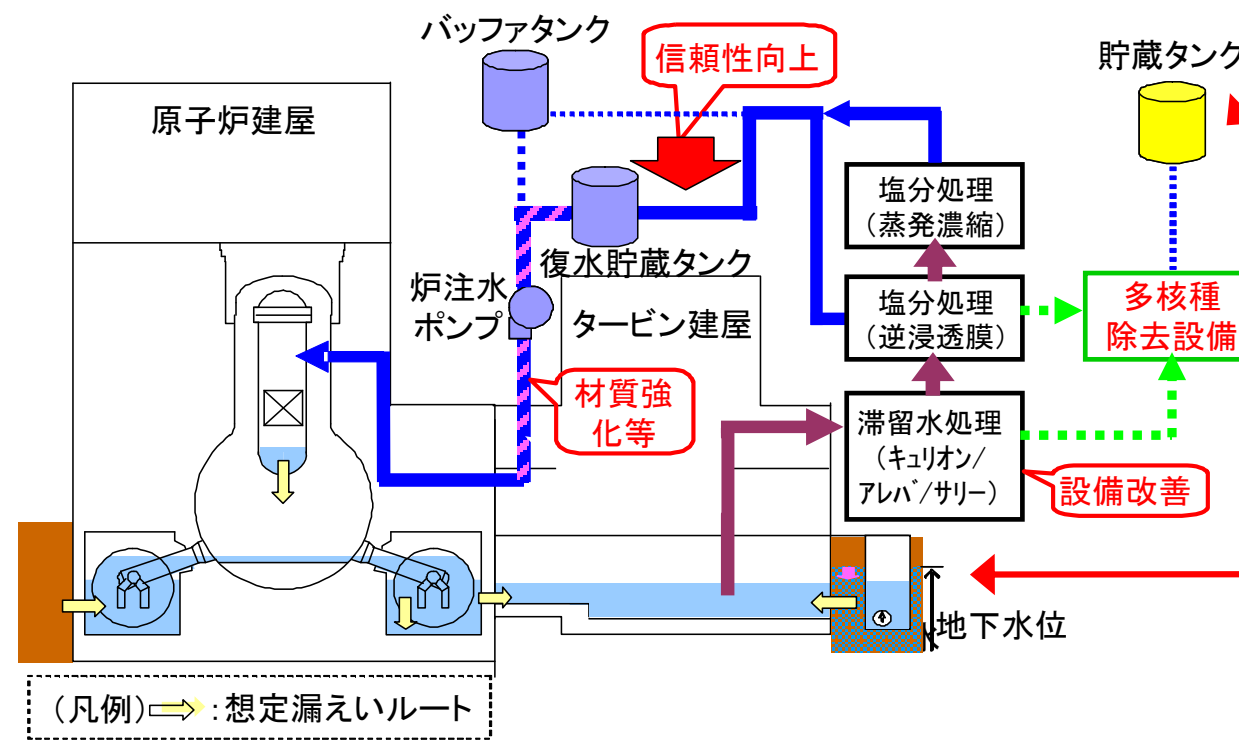 バッファタンク
信頼性向上
貯蔵タンク
原子炉建屋
塩分処理
（蒸発濃縮）
復水貯蔵タンク
炉注水
ポンプ
タービン建屋
塩分処理
（逆浸透膜）
多核種
除去設備
材質強
化等
滞留水処理
（キュリオン/
アレバ/サリー）
設備改善
地下水位
（凡例） ：想定漏えいルート